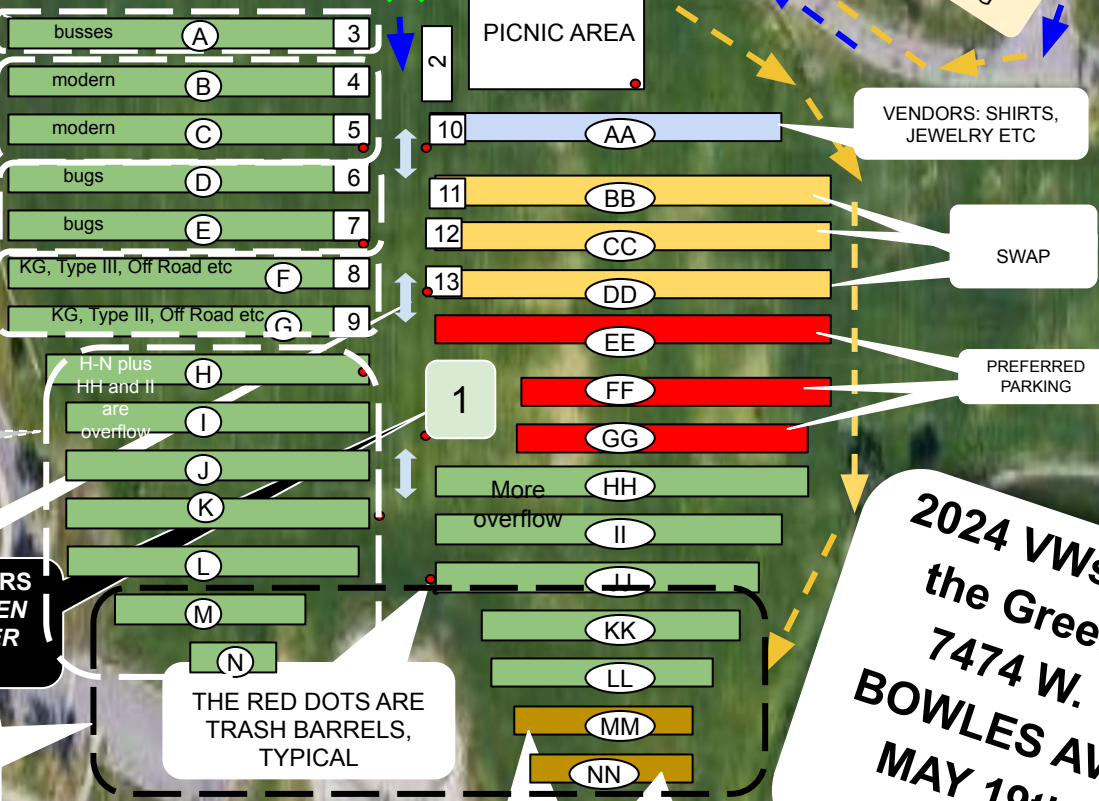 busses
A
3
modern
B
4
modern
C
5
bugs
D
6
bugs
E
7
KG, Type III, Off Road etc
F
8
KG, Type III, Off Road etc
G
9
H-N plus
HH and II
are
overflow
H
I
J
K
L
M
N
2
PICNIC AREA
10
AA
VENDORS: SHIRTS,
JEWELRY ETC
11
BB
12
CC
13
DD
SWAP
EE
1
FF
PREFERRED
PARKING
GG
More
overflow
HH
II
JJ
KK
LL
MM
NN
RS
EN
ER
THE RED DOTS ARE
TRASH BARRELS,
TYPICAL
2024 VWs
the Gree
7474 W.
BOWLES AV
MAY 19th